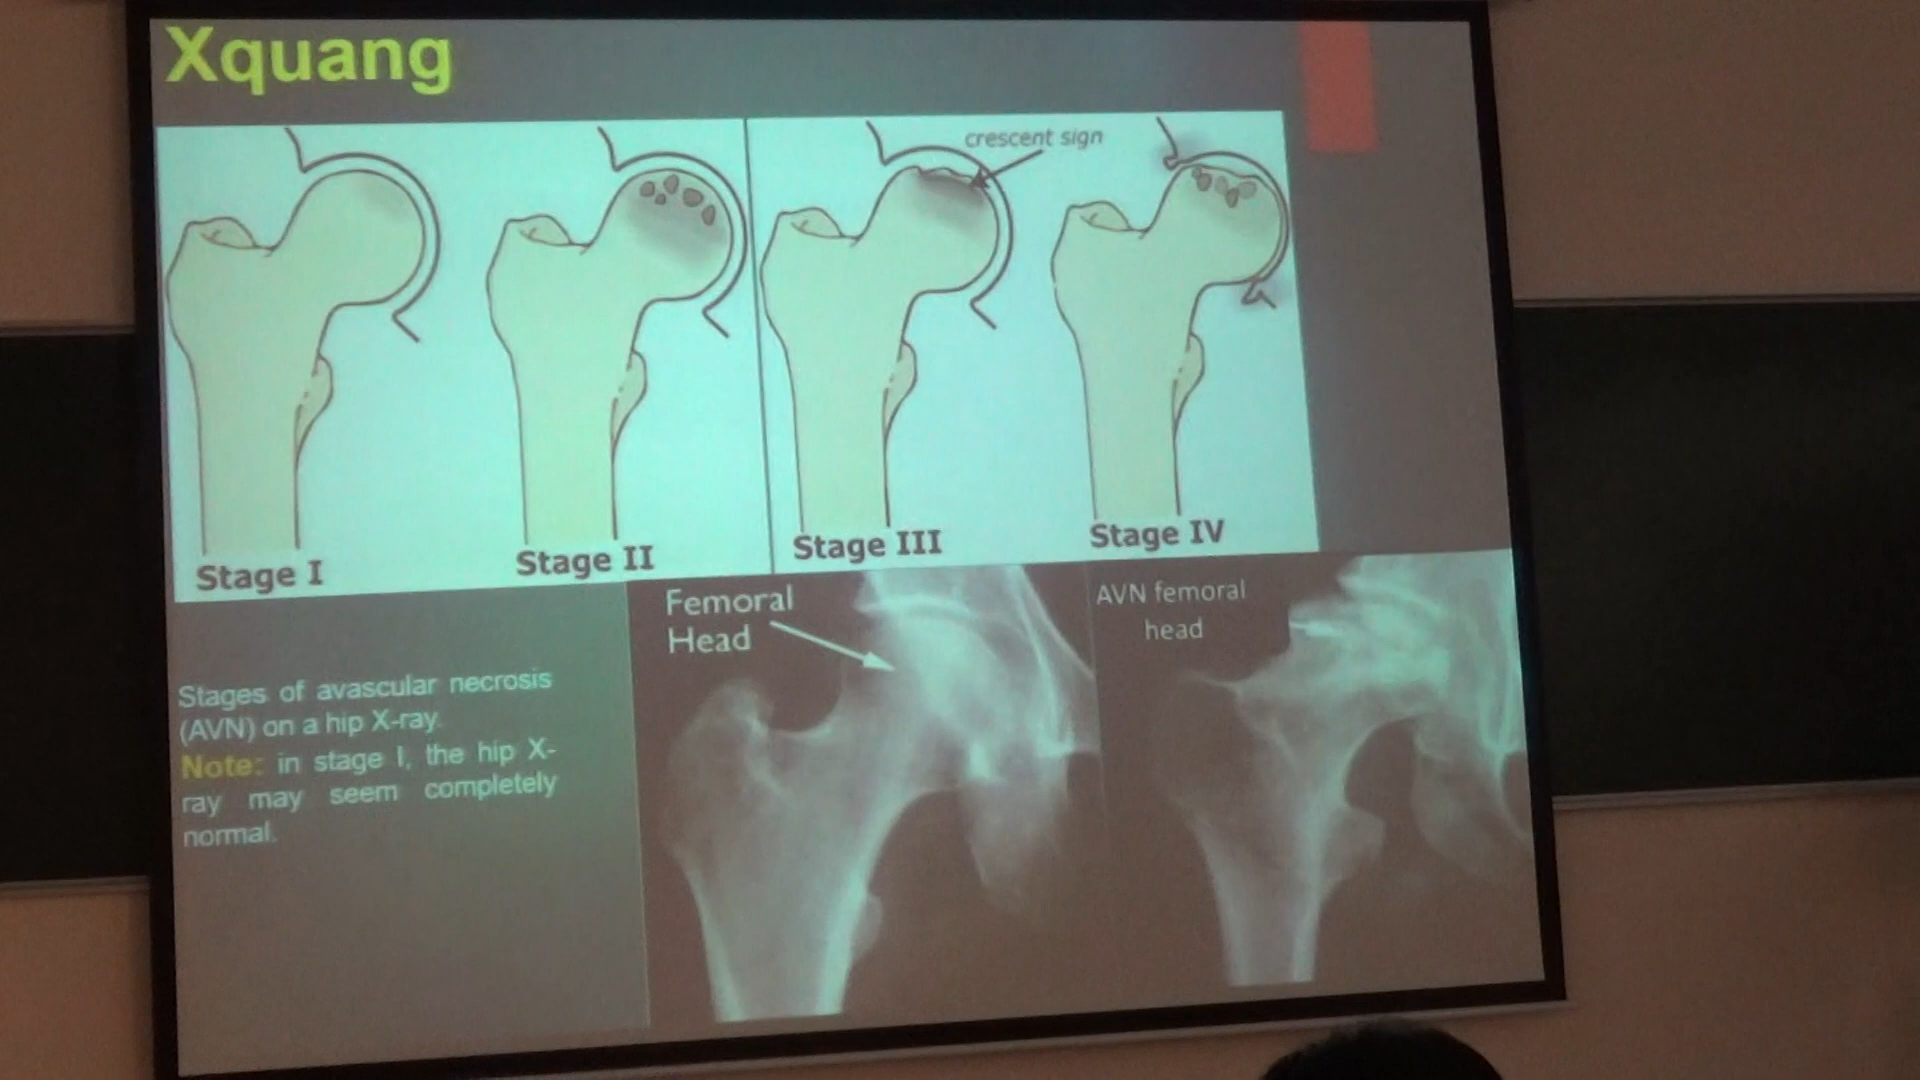 Xquang
crescent sign
Stage I
Stage II
Stage III
Stage IV
Stages of avascular necrosis
(AVN) on a hip X-ray.
Note: in stage I, the hip X-
ray may seem completely
normal.
Femoral
Head
AVN femoral
head